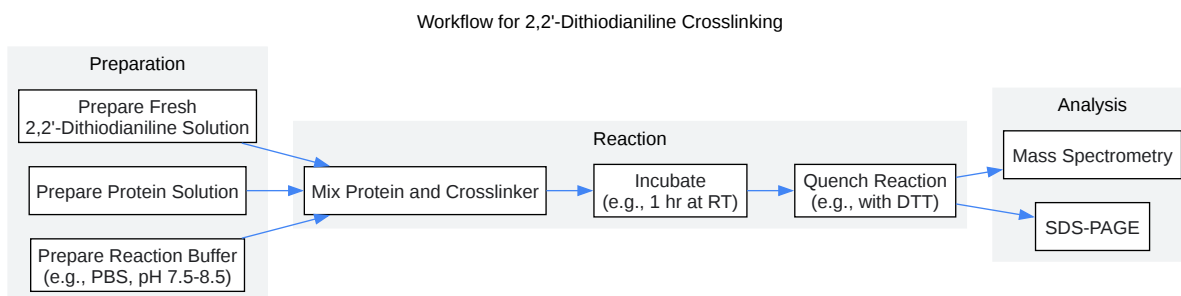 Workflow for 2,2'-Dithiodianiline Crosslinking
Preparation
Prepare Fresh
2,2'-Dithiodianiline Solution
Prepare Protein Solution
Prepare Reaction Buffer
(e.g., PBS, pH 7.5-8.5)
Reaction
Mix Protein and Crosslinker
Incubate
(e.g., 1 hr at RT)
Quench Reaction
(e.g., with DTT)
Analysis
Mass Spectrometry
SDS-PAGE